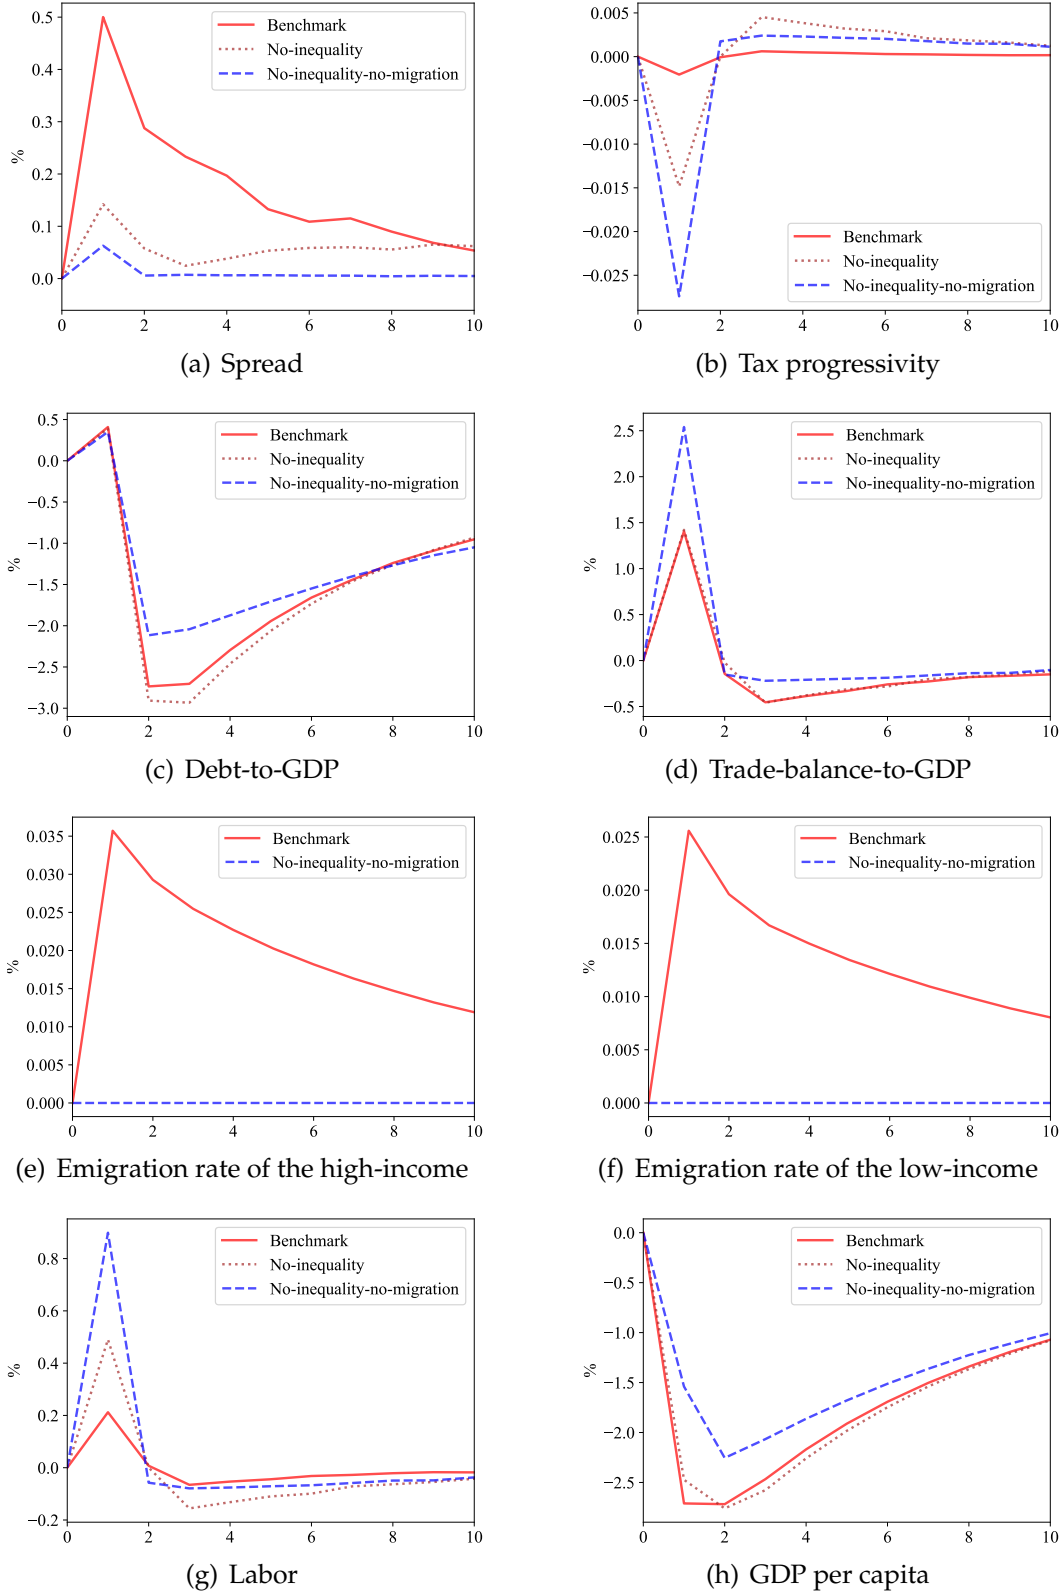 0.5
0.4
0.3
0.2
0.1
0.0
%
Benchmark
No-inequality
No-inequality-no-migration
0 2 4 6 8 10
(a) Spread
0.005
0.000
−0.005
−0.010
−0.015
−0.020
−0.025
Benchmark
No-inequality
No-inequality-no-migration
0 2 4 6 8 10
(b) Tax progressivity
0.5
0.0
−0.5
−1.0
−1.5
−2.0
−2.5
−3.0
%
Benchmark
No-inequality
No-inequality-no-migration
0 2 4 6 8 10
(c) Debt-to-GDP
2.5
2.0
1.5
1.0
0.5
0.0
−0.5
%
Benchmark
No-inequality
No-inequality-no-migration
0 2 4 6 8 10
(d) Trade-balance-to-GDP
0.035
0.030
0.025
0.020
0.015
0.010
0.005
0.000
%
Benchmark
No-inequality-no-migration
0 2 4 6 8 10
(e) Emigration rate of the high-income
0.025
0.020
0.015
0.010
0.005
0.000
%
Benchmark
No-inequality-no-migration
0 2 4 6 8 10
(f) Emigration rate of the low-income
0.8
0.6
0.4
0.2
0.0
−0.2
%
Benchmark
No-inequality
No-inequality-no-migration
0 2 4 6 8 10
(g) Labor
0.0
−0.5
−1.0
−1.5
−2.0
−2.5
%
Benchmark
No-inequality
No-inequality-no-migration
0 2 4 6 8 10
(h) GDP per capita